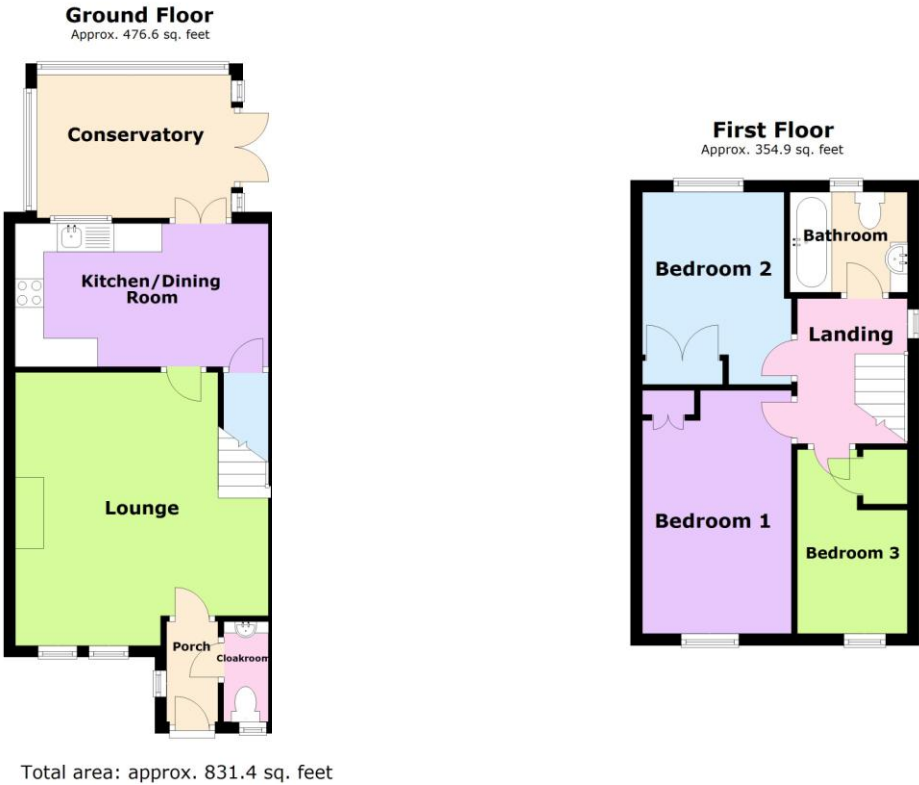 Ground Floor
Approx. 476.6 sq. feet
Conservatory
Kitchen/Dining
Room
Lounge
Porch
Cloakroom
First Floor
Approx. 354.9 sq. feet
Bedroom 2
Bathroom
Landing
Bedroom 1
Bedroom 3
Total area: approx. 831.4 sq. feet